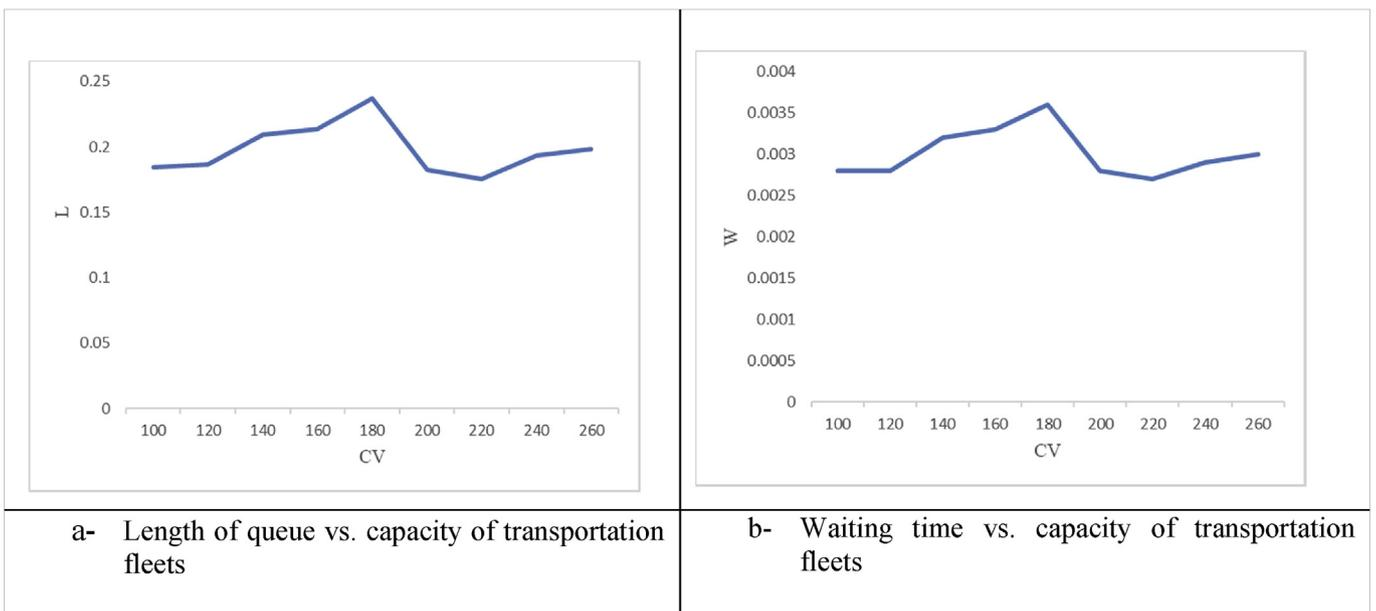 0.25
0.2
0.15
0.1
0.05
0
L
100 120 140 160 180 200 220 240 260
CV
0.004
0.0035
0.003
0.0025
0.002
0.0015
0.001
0.0005
0
W
100 120 140 160 180 200 220 240 260
CV
a- Length of queue vs. capacity of transportation
fleets
b- Waiting time vs. capacity of transportation
fleets